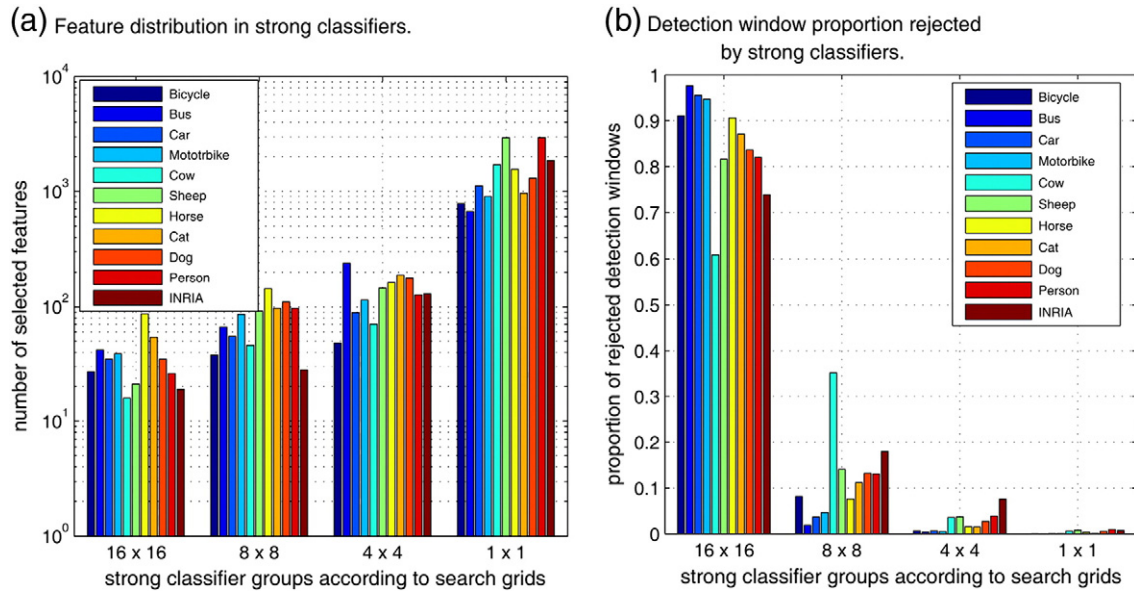 (a) Feature distribution in strong classifiers.
10^4
10^3
10^2
10^1
10^0
number of selected features
Bicycle
Bus
Car
Mototrbike
Cow
Sheep
Horse
Cat
Dog
Person
INRIA
16 x 16
8 x 8
4 x 4
1 x 1
strong classifier groups according to search grids
(b) Detection window proportion rejected
by strong classifiers.
1
0.9
0.8
0.7
0.6
0.5
0.4
0.3
0.2
0.1
0
proportion of rejected detection windows
Bicycle
Bus
Car
Motorbike
Cow
Sheep
Horse
Cat
Dog
Person
INRIA
16 x 16
8 x 8
4 x 4
1 x 1
strong classifier groups according to search grids